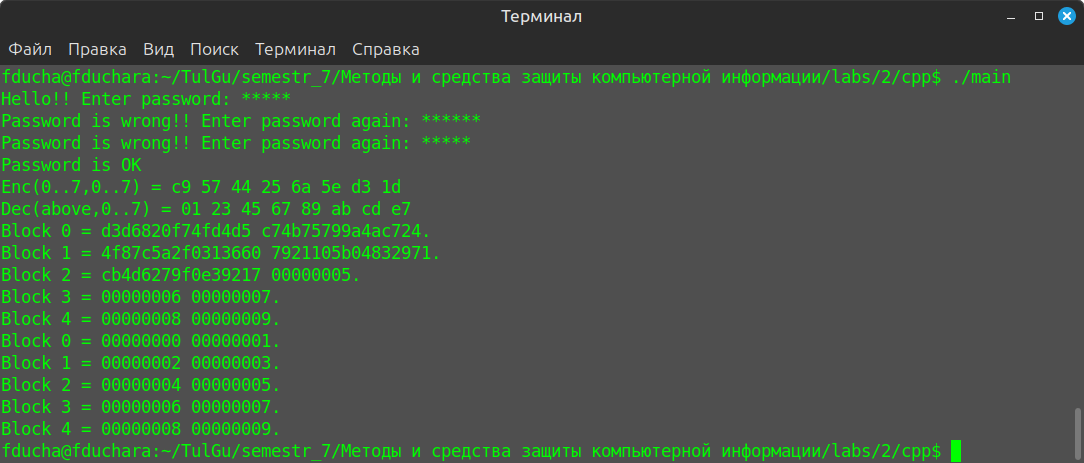 Терминал
Файл Правка Вид Поиск Терминал Справка
fducha@fduchara:~/TulGu/semestr_7/Методы и средства защиты компьютерной информации/labs/2/cpp$ ./main
Hello!! Enter password: *****
Password is wrong!! Enter password again: ******
Password is wrong!! Enter password again: *****
Password is OK
Enc(0..7,0..7) = c9 57 44 25 6a 5e d3 1d
Dec(above,0..7) = 01 23 45 67 89 ab cd e7
Block 0 = d3d6820f74fd4d5 c74b75799a4ac724.
Block 1 = 4f87c5a2f0313660 7921105b04832971.
Block 2 = cb4d6279f0e39217 00000005.
Block 3 = 00000006 00000007.
Block 4 = 00000008 00000009.
Block 0 = 00000000 00000001.
Block 1 = 00000002 00000003.
Block 2 = 00000004 00000005.
Block 3 = 00000006 00000007.
Block 4 = 00000008 00000009.
fducha@fduchara:~/TulGu/semestr_7/Методы и средства защиты компьютерной информации/labs/2/cpp$